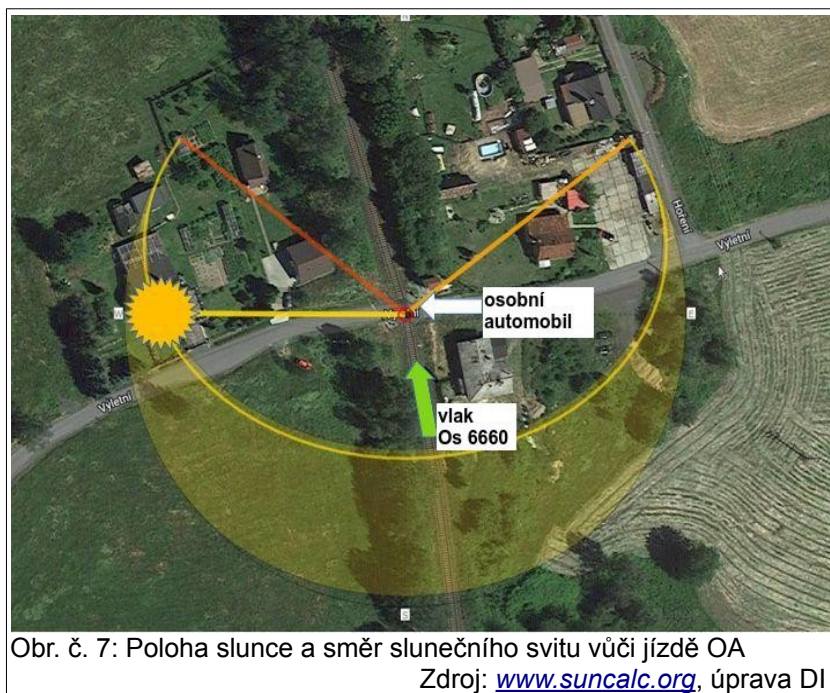 N
Hoření
Výletní
osobní
automobil
W
E
Výletní
vlak
Os 6660
S
Obr. č. 7: Poloha slunce a směr slunečního svitu vůči jízdě OA
Zdroj: www.suncalc.org, úprava DI